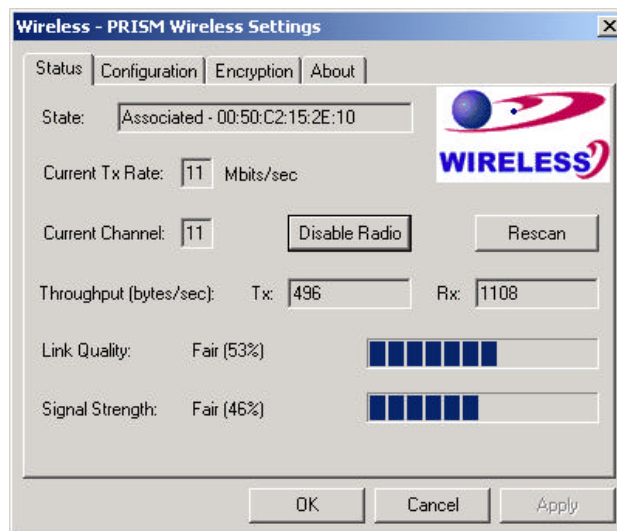 Wireless - PRISM Wireless Settings
Status Configuration Encryption About
State: Associated - 00:50:C2:15:2E:10
WIRELESS
Current Tx Rate: 11 Mbits/sec
Current Channel: 11 Disable Radio Rescan
Throughput (bytes/sec): Tx: 496 Rx: 1108
Link Quality: Fair (53%)
Signal Strength: Fair (46%)
OK Cancel Apply